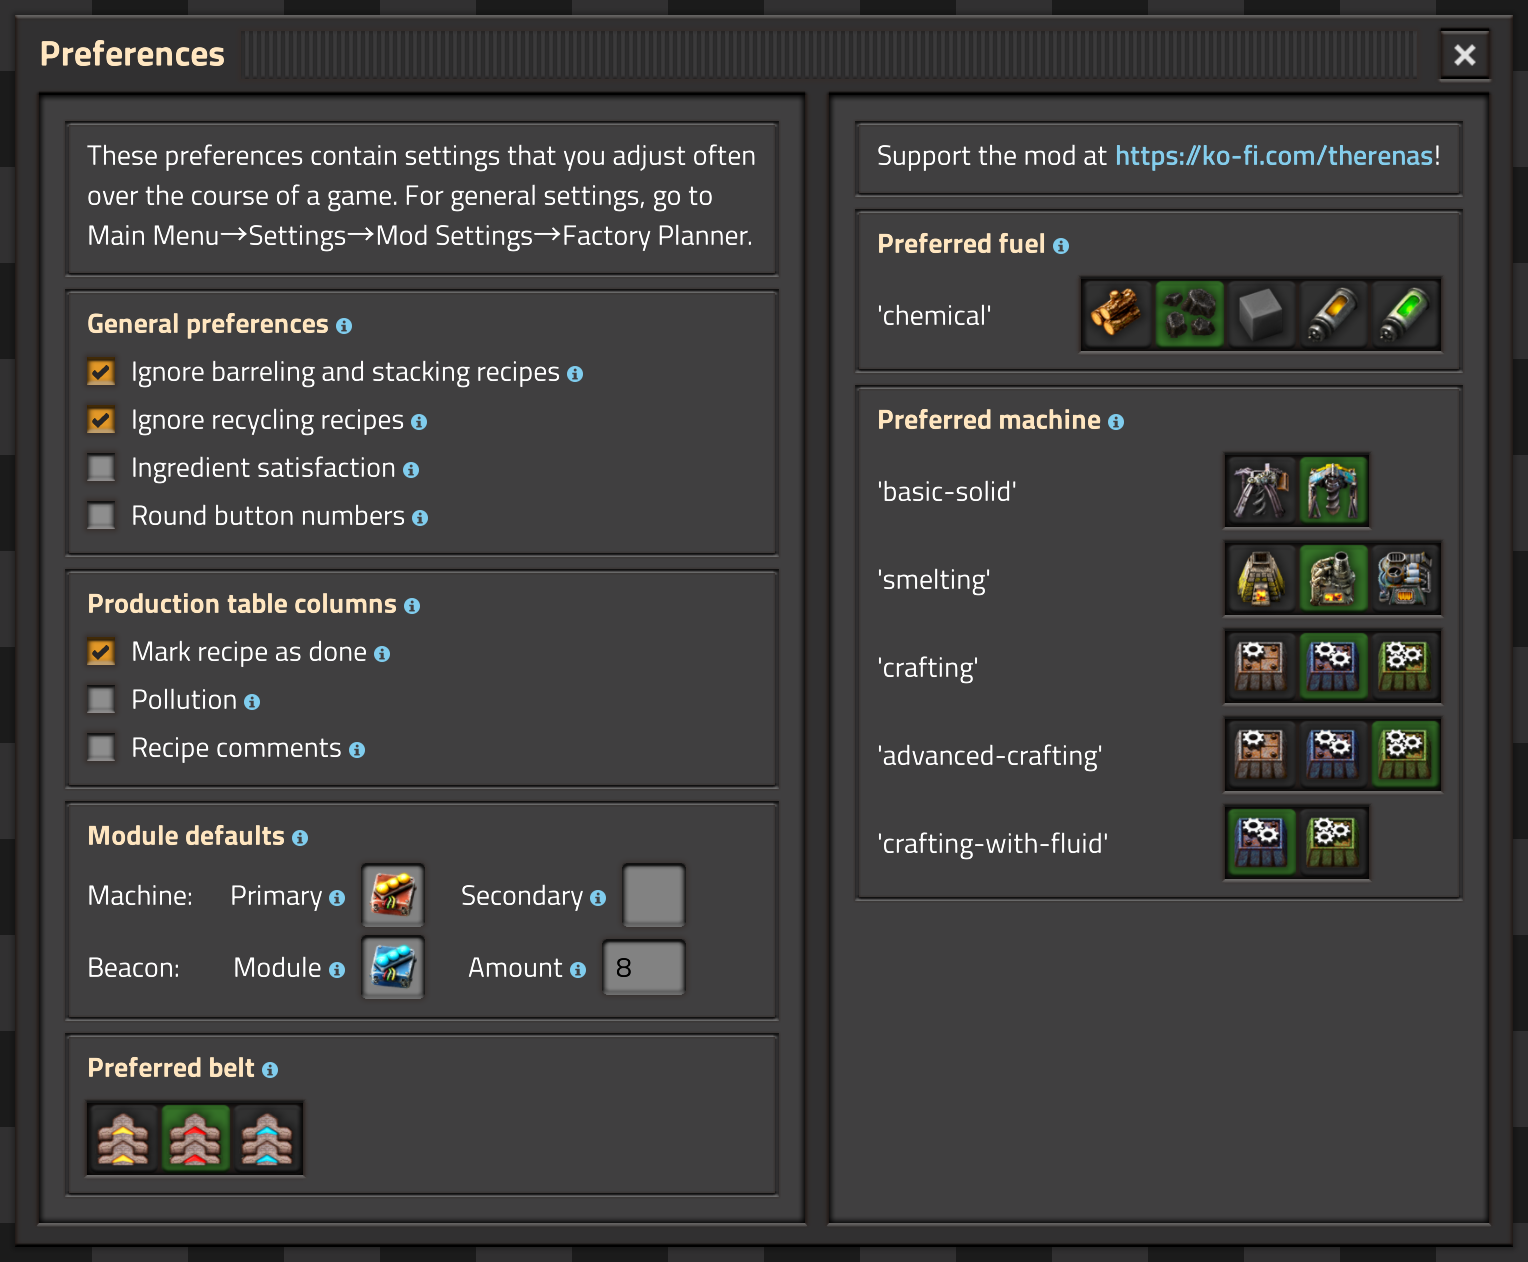 Preferences
These preferences contain settings that you adjust often
over the course of a game. For general settings, go to
Main Menu→Settings→Mod Settings→Factory Planner.
General preferences
Ignore barreling and stacking recipes
Ignore recycling recipes
Ingredient satisfaction
Round button numbers
Production table columns
Mark recipe as done
Pollution
Recipe comments
Module defaults
Machine: Primary Secondary
Beacon: Module Amount 8
Preferred belt
Support the mod at https://ko-fi.com/therenas!
Preferred fuel
'chemical'
Preferred machine
'basic-solid'
'smelting'
'crafting'
'advanced-crafting'
'crafting-with-fluid'